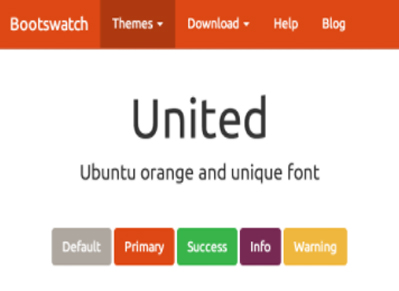 Bootswatch Themes Download Help Blog
United
Ubuntu orange and unique font
Default Primary Success Info Warning